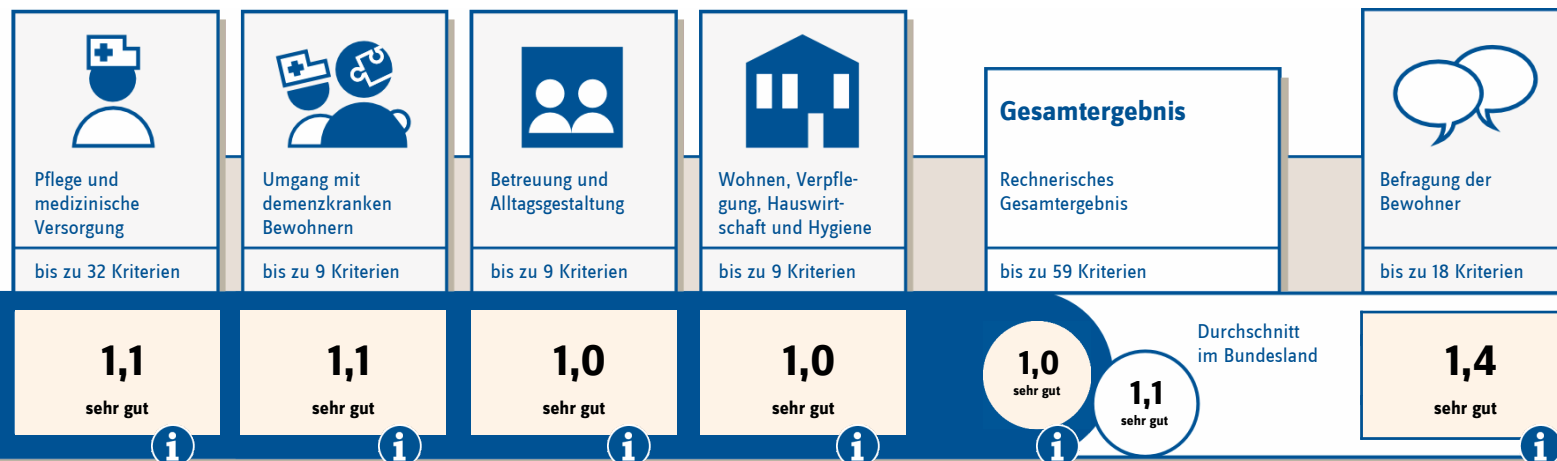 Pflege und
medizinische
Versorgung
bis zu 32 Kriterien
1,1
sehr gut
i
Umgang mit
demenzkranken
Bewohnern
bis zu 9 Kriterien
1,1
sehr gut
i
Betreuung und
Alltagsgestaltung
bis zu 9 Kriterien
1,0
sehr gut
i
Wohnen, Verpfle-
gung, Hauswirt-
schaft und Hygiene
bis zu 9 Kriterien
1,0
sehr gut
i
Gesamtergebnis
Rechnerisches
Gesamtergebnis
bis zu 59 Kriterien
1,0
sehr gut
i
Durchschnitt
im Bundesland
1,1
sehr gut
Befragung der
Bewohner
bis zu 18 Kriterien
1,4
sehr gut
i